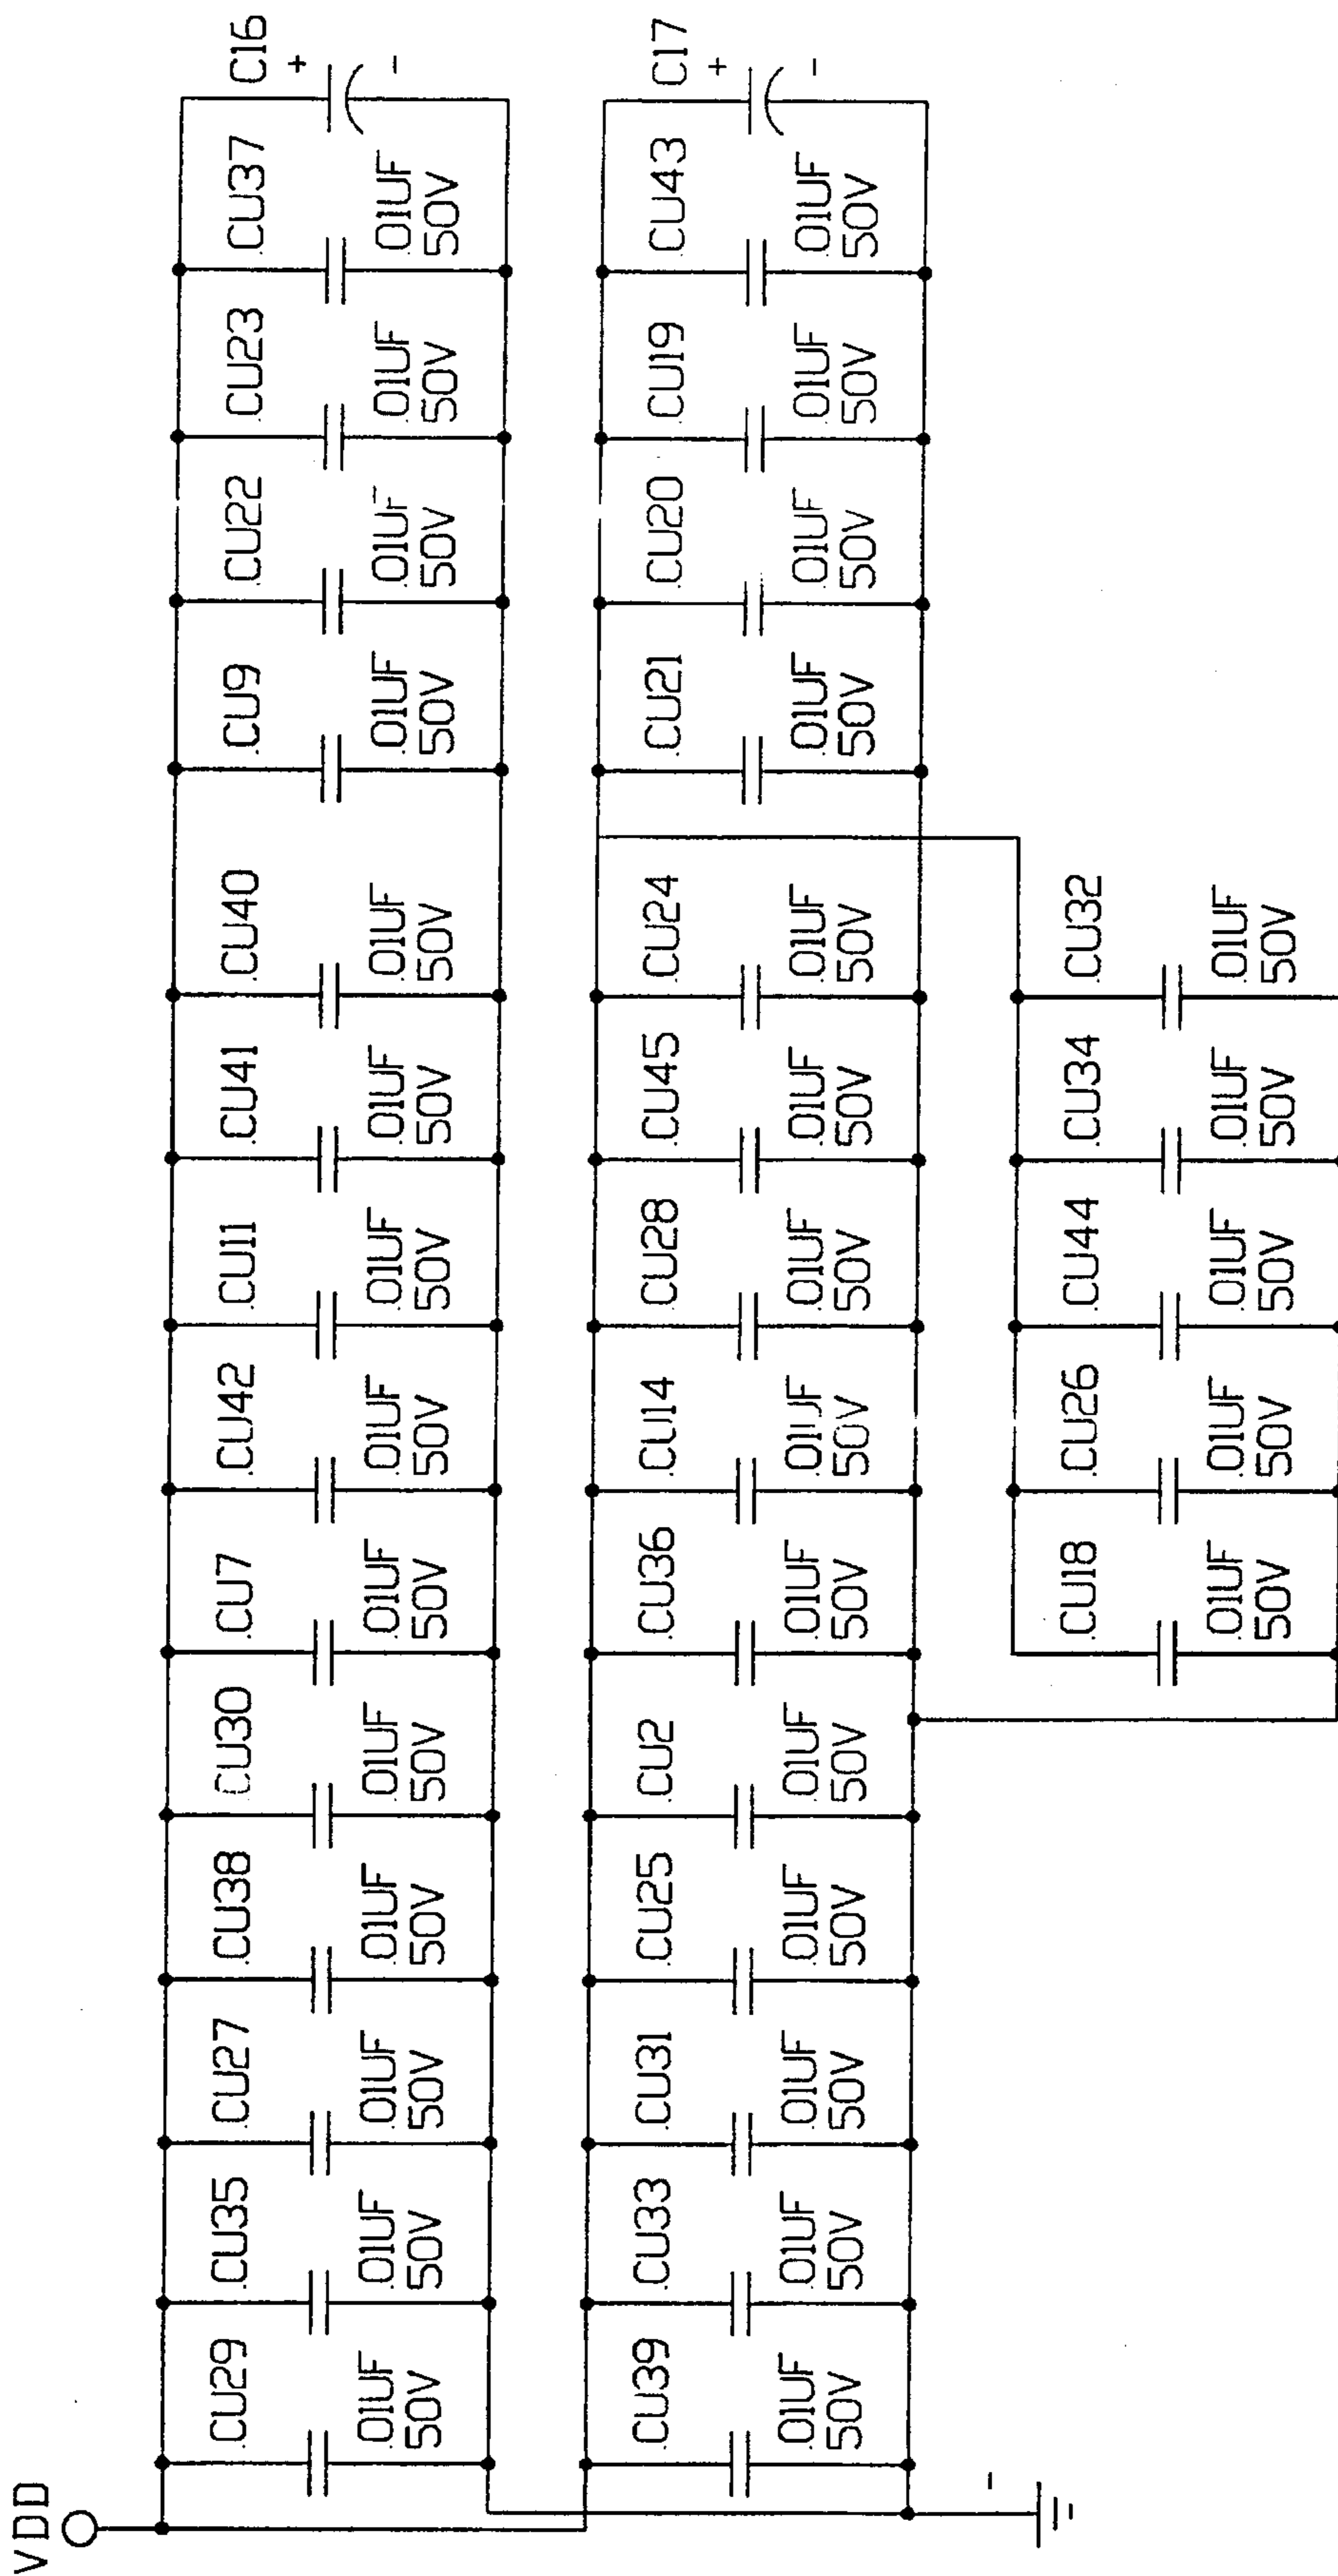 VDD
.CU29
.CU35
.CU27
.CU38
.CU30
.CU7
.CU42
.CU11
.CU41
.CU40
.CU9
.CU22
.CU23
.CU37
C16
+
-
.01UF
50V
.01UF
50V
.01UF
50V
.01UF
50V
.01UF
50V
.01UF
50V
.01UF
50V
.01UF
50V
.01UF
50V
.01UF
50V
.01UF
50V
.01UF
50V
.01UF
50V
.01UF
50V
.CU39
.CU33
.CU31
.CU25
.CU2
.CU36
.CU14
.CU28
.CU45
.CU24
.CU21
.CU20
.CU19
.CU43
C17
+
-
.01UF
50V
.01UF
50V
.01UF
50V
.01UF
50V
.01UF
50V
.01UF
50V
.01UF
50V
.01UF
50V
.01UF
50V
.01UF
50V
.01UF
50V
.01UF
50V
.01UF
50V
.01UF
50V
.CU18
.CU26
.CU44
.CU34
.CU32
.01UF
50V
.01UF
50V
.01UF
50V
.01UF
50V
.01UF
50V